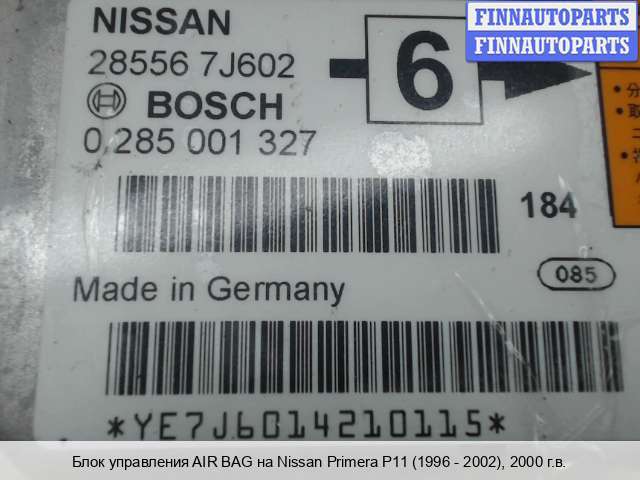 FINNAUTOPARTS
FINNAUTOPARTS
NISSAN
28556 7J602
6
BOSCH
0 285 001 327
184
085
Made in Germany
*YE7J6014210115*
Блок управления AIR BAG на Nissan Primera P11 (1996 - 2002), 2000 г.в.